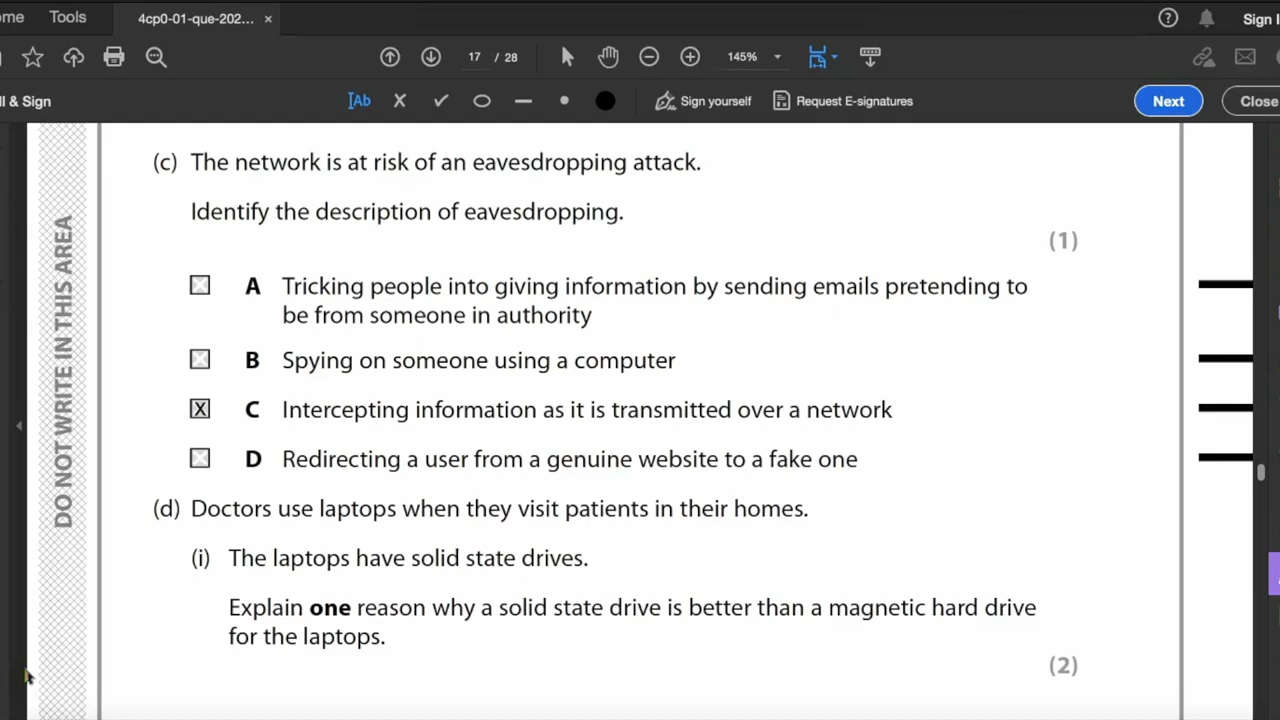 ome Tools 4cp0-01-que-202... × Sign I
17 / 28 145%
ll & Sign Ab Sign yourself Request E-signatures Next Close
DO NOT WRITE IN THIS AREA
(c) The network is at risk of an eavesdropping attack.
Identify the description of eavesdropping.
(1)
A Tricking people into giving information by sending emails pretending to
be from someone in authority
B Spying on someone using a computer
X C Intercepting information as it is transmitted over a network
D Redirecting a user from a genuine website to a fake one
(d) Doctors use laptops when they visit patients in their homes.
(i) The laptops have solid state drives.
Explain one reason why a solid state drive is better than a magnetic hard drive
for the laptops.
(2)